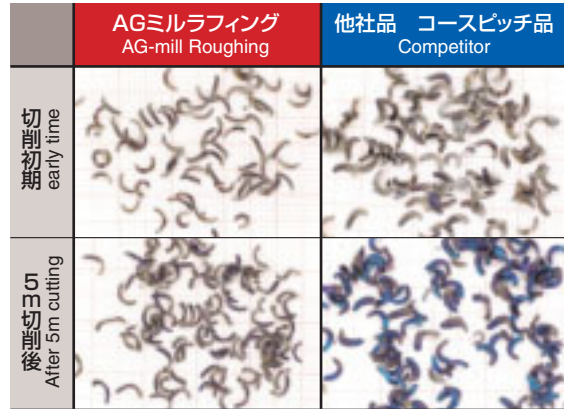 AGミルラフィング
AG-mill Roughing
他社品　コースピッチ品
Competitor
切削初期
early time
5m切削後
After 5m cutting